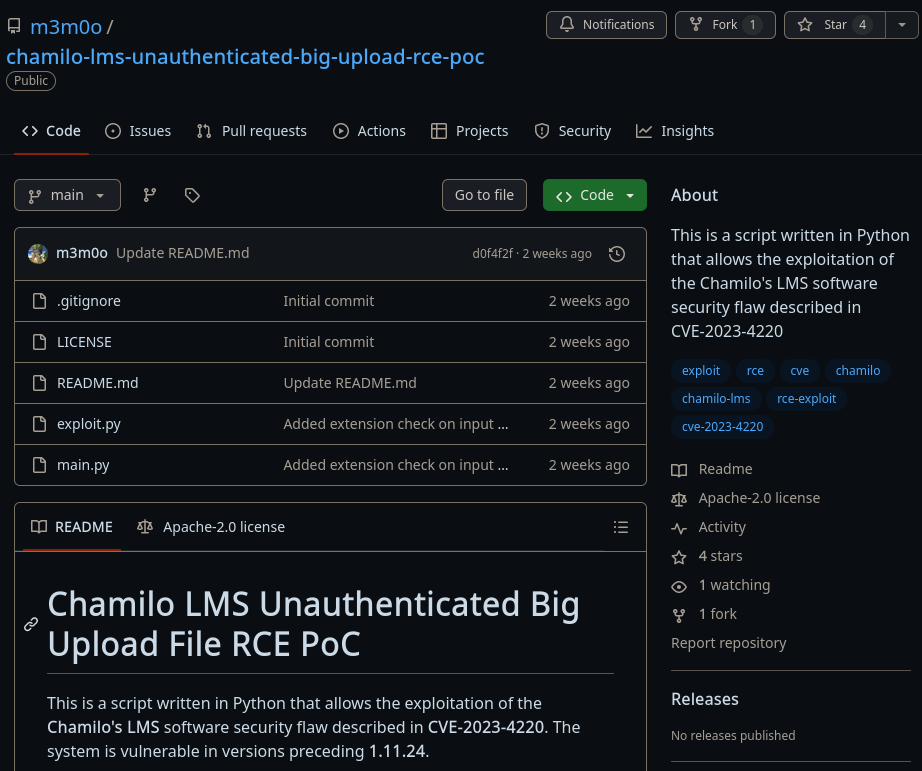 m3m0o /
chamilo-lms-unauthenticated-big-upload-rce-poc
Public
Notifications
Fork 1
Star 4
Code
Issues
Pull requests
Actions
Projects
Security
Insights
main
Go to file
Code
m3m0o Update README.md d0f4f2f · 2 weeks ago
.gitignore Initial commit 2 weeks ago
LICENSE Initial commit 2 weeks ago
README.md Update README.md 2 weeks ago
exploit.py Added extension check on input ... 2 weeks ago
main.py Added extension check on input ... 2 weeks ago
README
Apache-2.0 license
Chamilo LMS Unauthenticated Big
Upload File RCE PoC
This is a script written in Python that allows the exploitation of the
Chamilo's LMS software security flaw described in CVE-2023-4220. The
system is vulnerable in versions preceding 1.11.24.
About
This is a script written in Python
that allows the exploitation of
the Chamilo's LMS software
security flaw described in
CVE-2023-4220
exploit rce cve chamilo
chamilo-lms rce-exploit
cve-2023-4220
Readme
Apache-2.0 license
Activity
4 stars
1 watching
1 fork
Report repository
Releases
No releases published